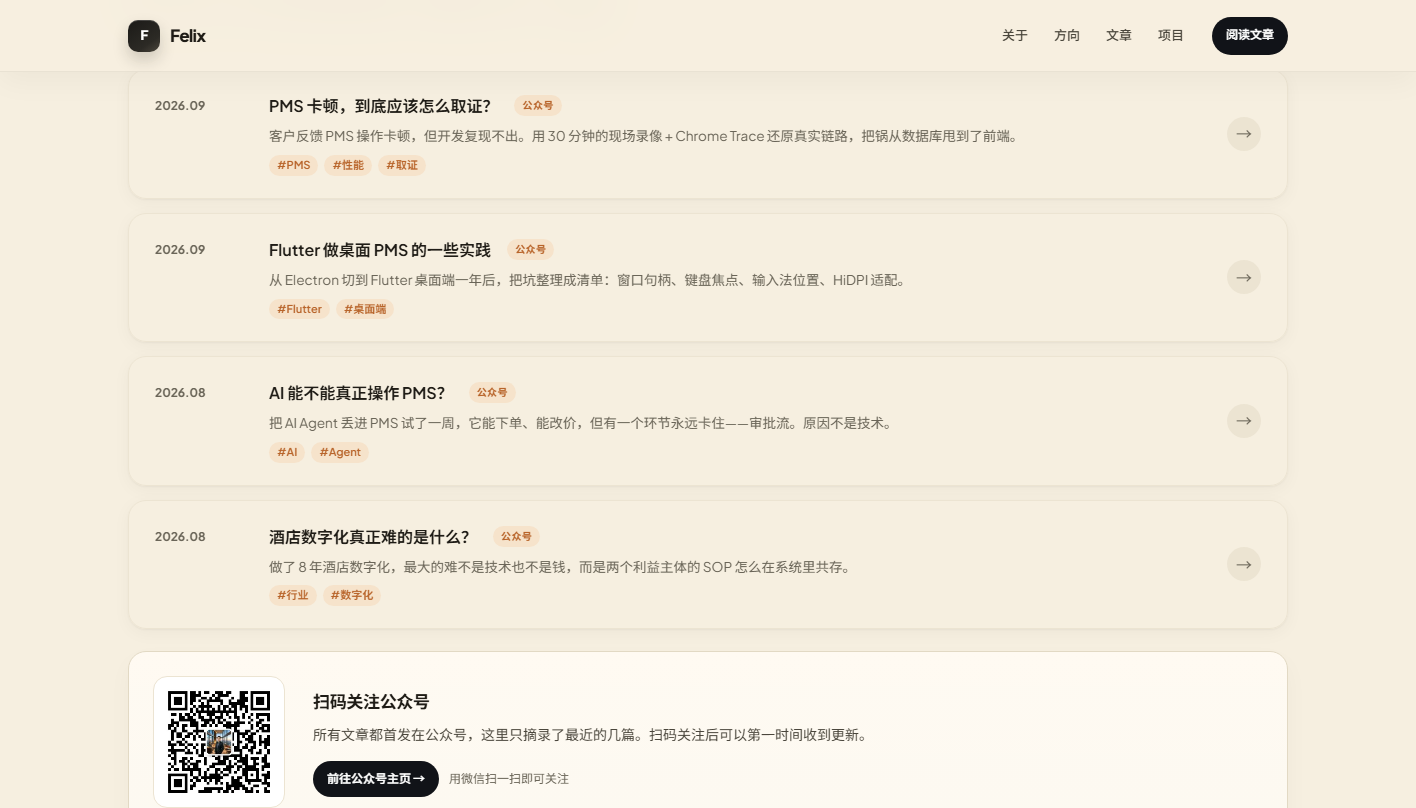 F Felix 关于 方向 文章 项目 阅读文章
2026.09 PMS 卡顿，到底应该怎么取证？ 公众号
客户反馈 PMS 操作卡顿，但开发复现不出。用 30 分钟的现场录像 + Chrome Trace 还原真实链路，把锅从数据库甩到了前端。
→
#PMS #性能 #取证
2026.09 Flutter 做桌面 PMS 的一些实践 公众号
从 Electron 切到 Flutter 桌面端一年后，把坑整理成清单：窗口句柄、键盘焦点、输入法位置、HiDPI 适配。
→
#Flutter #桌面端
2026.08 AI 能不能真正操作 PMS？ 公众号
把 AI Agent 丢进 PMS 试了一周，它能下单、能改价，但有一个环节永远卡住——审批流。原因不是技术。
→
#AI #Agent
2026.08 酒店数字化真正难的是什么？ 公众号
做了 8 年酒店数字化，最大的难不是技术也不是钱，而是两个利益主体的 SOP 怎么在系统里共存。
→
#行业 #数字化
扫码关注公众号
所有文章都首发在公众号，这里只摘录了最近的几篇。扫码关注后可以第一时间收到更新。
前往公众号主页 → 用微信扫一扫即可关注